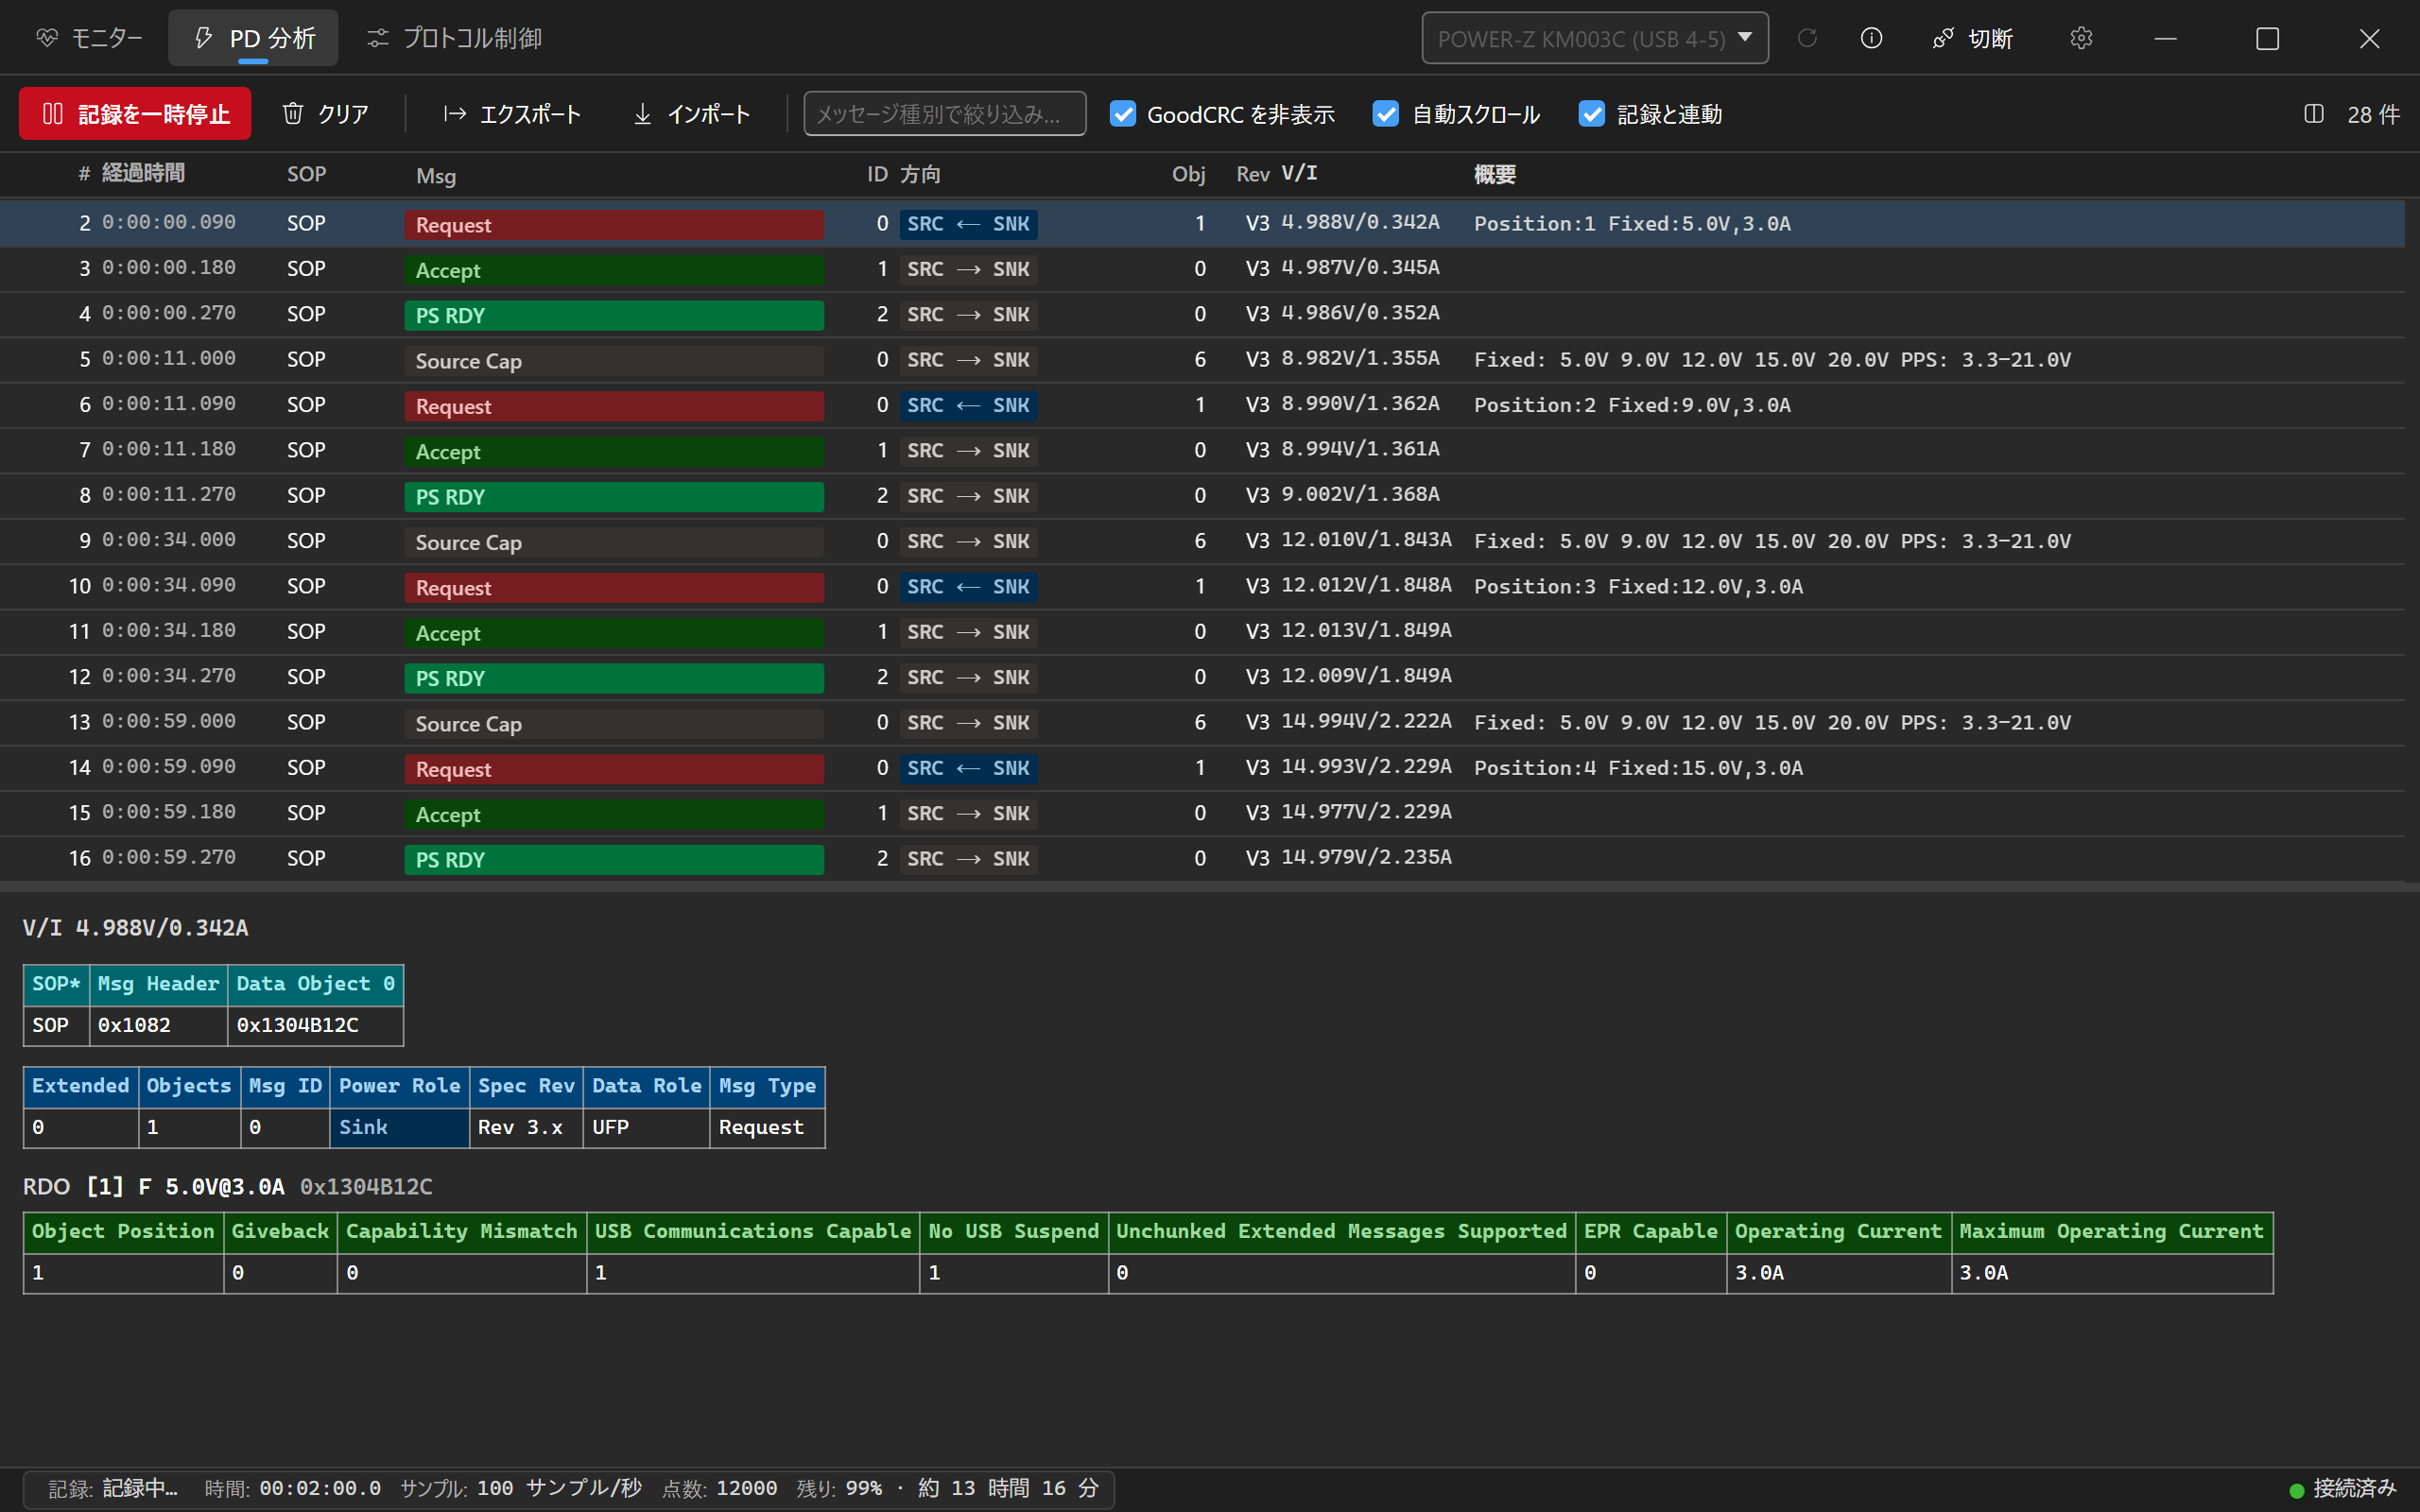 モニター PD 分析 プロトコル制御 POWER-Z KM003C (USB 4-5) 切断
記録を一時停止 クリア エクスポート インポート メッセージ種別で絞り込み... GoodCRC を非表示 自動スクロール 記録と連動 28 件
# 経過時間 SOP Msg ID 方向 Obj Rev V/I 概要
2 0:00:00.090 SOP Request 0 SRC ← SNK 1 V3 4.988V/0.342A Position:1 Fixed:5.0V,3.0A
3 0:00:00.180 SOP Accept 1 SRC → SNK 0 V3 4.987V/0.345A
4 0:00:00.270 SOP PS RDY 2 SRC → SNK 0 V3 4.986V/0.352A
5 0:00:11.000 SOP Source Cap 0 SRC → SNK 6 V3 8.982V/1.355A Fixed: 5.0V 9.0V 12.0V 15.0V 20.0V PPS: 3.3-21.0V
6 0:00:11.090 SOP Request 0 SRC ← SNK 1 V3 8.990V/1.362A Position:2 Fixed:9.0V,3.0A
7 0:00:11.180 SOP Accept 1 SRC → SNK 0 V3 8.994V/1.361A
8 0:00:11.270 SOP PS RDY 2 SRC → SNK 0 V3 9.002V/1.368A
9 0:00:34.000 SOP Source Cap 0 SRC → SNK 6 V3 12.010V/1.843A Fixed: 5.0V 9.0V 12.0V 15.0V 20.0V PPS: 3.3-21.0V
10 0:00:34.090 SOP Request 0 SRC ← SNK 1 V3 12.012V/1.848A Position:3 Fixed:12.0V,3.0A
11 0:00:34.180 SOP Accept 1 SRC → SNK 0 V3 12.013V/1.849A
12 0:00:34.270 SOP PS RDY 2 SRC → SNK 0 V3 12.009V/1.849A
13 0:00:59.000 SOP Source Cap 0 SRC → SNK 6 V3 14.994V/2.222A Fixed: 5.0V 9.0V 12.0V 15.0V 20.0V PPS: 3.3-21.0V
14 0:00:59.090 SOP Request 0 SRC ← SNK 1 V3 14.993V/2.229A Position:4 Fixed:15.0V,3.0A
15 0:00:59.180 SOP Accept 1 SRC → SNK 0 V3 14.977V/2.229A
16 0:00:59.270 SOP PS RDY 2 SRC → SNK 0 V3 14.979V/2.235A
V/I 4.988V/0.342A
SOP* Msg Header Data Object 0
SOP 0x1082 0x1304B12C
Extended Objects Msg ID Power Role Spec Rev Data Role Msg Type
0 1 0 Sink Rev 3.x UFP Request
RDO [1] F 5.0V@3.0A 0x1304B12C
Object Position Giveback Capability Mismatch USB Communications Capable No USB Suspend Unchunked Extended Messages Supported EPR Capable Operating Current Maximum Operating Current
1 0 0 1 1 0 0 3.0A 3.0A
記録: 記録中... 時間: 00:02:00.0 サンプル: 100 サンプル/秒 点数: 12000 残り: 99% · 約 13 時間 16 分 接続済み